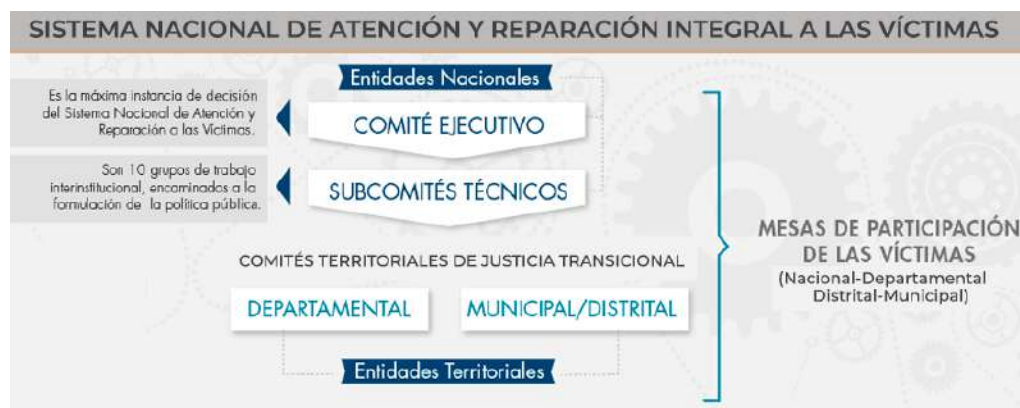 SISTEMA NACIONAL DE ATENCIÓN Y REPARACIÓN INTEGRAL A LAS VÍCTIMAS
Entidades Nacionales
Es la máxima instancia de decisión
del Sistema Nacional de Atención y
Reparación a las Víctimas.
COMITÉ EJECUTIVO
Son 10 grupos de trabajo
interinstitucional, encaminados a la
formulación de la política pública.
SUBCOMITÉS TÉCNICOS
COMITÉS TERRITORIALES DE JUSTICIA TRANSICIONAL
DEPARTAMENTAL
MUNICIPAL/DISTRITAL
Entidades Territoriales
MESAS DE PARTICIPACIÓN
DE LAS VÍCTIMAS
(Nacional-Departamental
Distrital-Municipal)